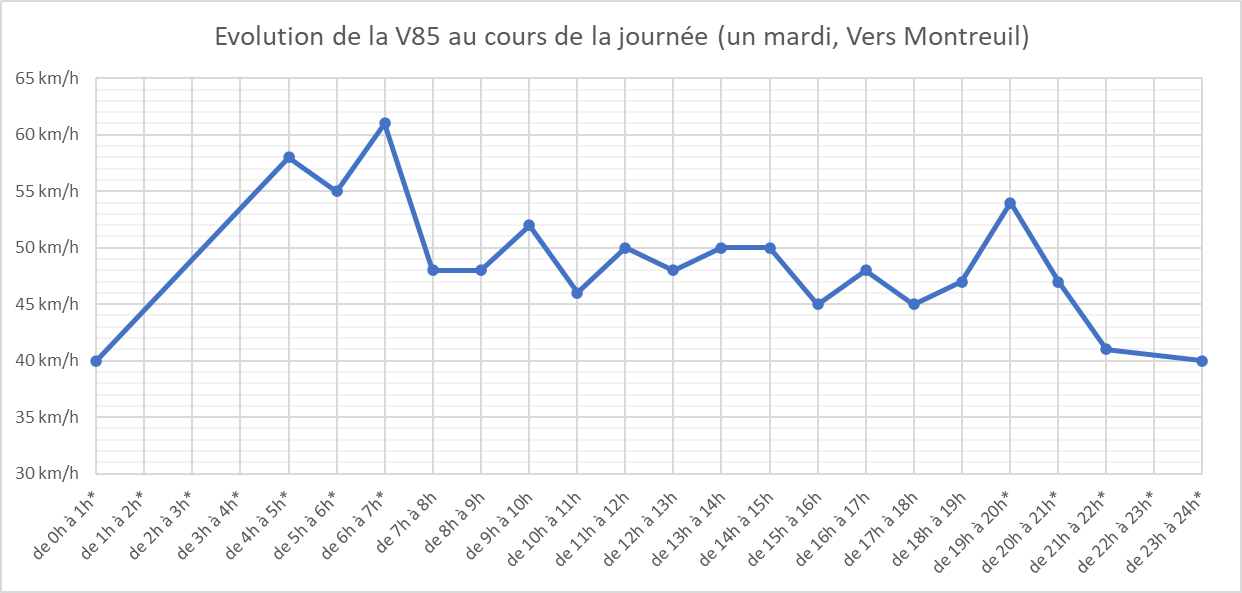 Evolution de la V85 au cours de la journée (un mardi, Vers Montreuil)
65 km/h
60 km/h
55 km/h
50 km/h
45 km/h
40 km/h
35 km/h
30 km/h
de 0h à 1h*
de 1h à 2h*
de 2h à 3h*
de 3h à 4h*
de 4h à 5h*
de 5h à 6h*
de 6h à 7h*
de 7h à 8h
de 8h à 9h
de 9h à 10h
de 10h à 11h
de 11h à 12h
de 12h à 13h
de 13h à 14h
de 14h à 15h
de 15h à 16h
de 16h à 17h
de 17h à 18h
de 18h à 19h
de 19h à 20h*
de 20h à 21h*
de 21h à 22h*
de 22h à 23h*
de 23h à 24h*